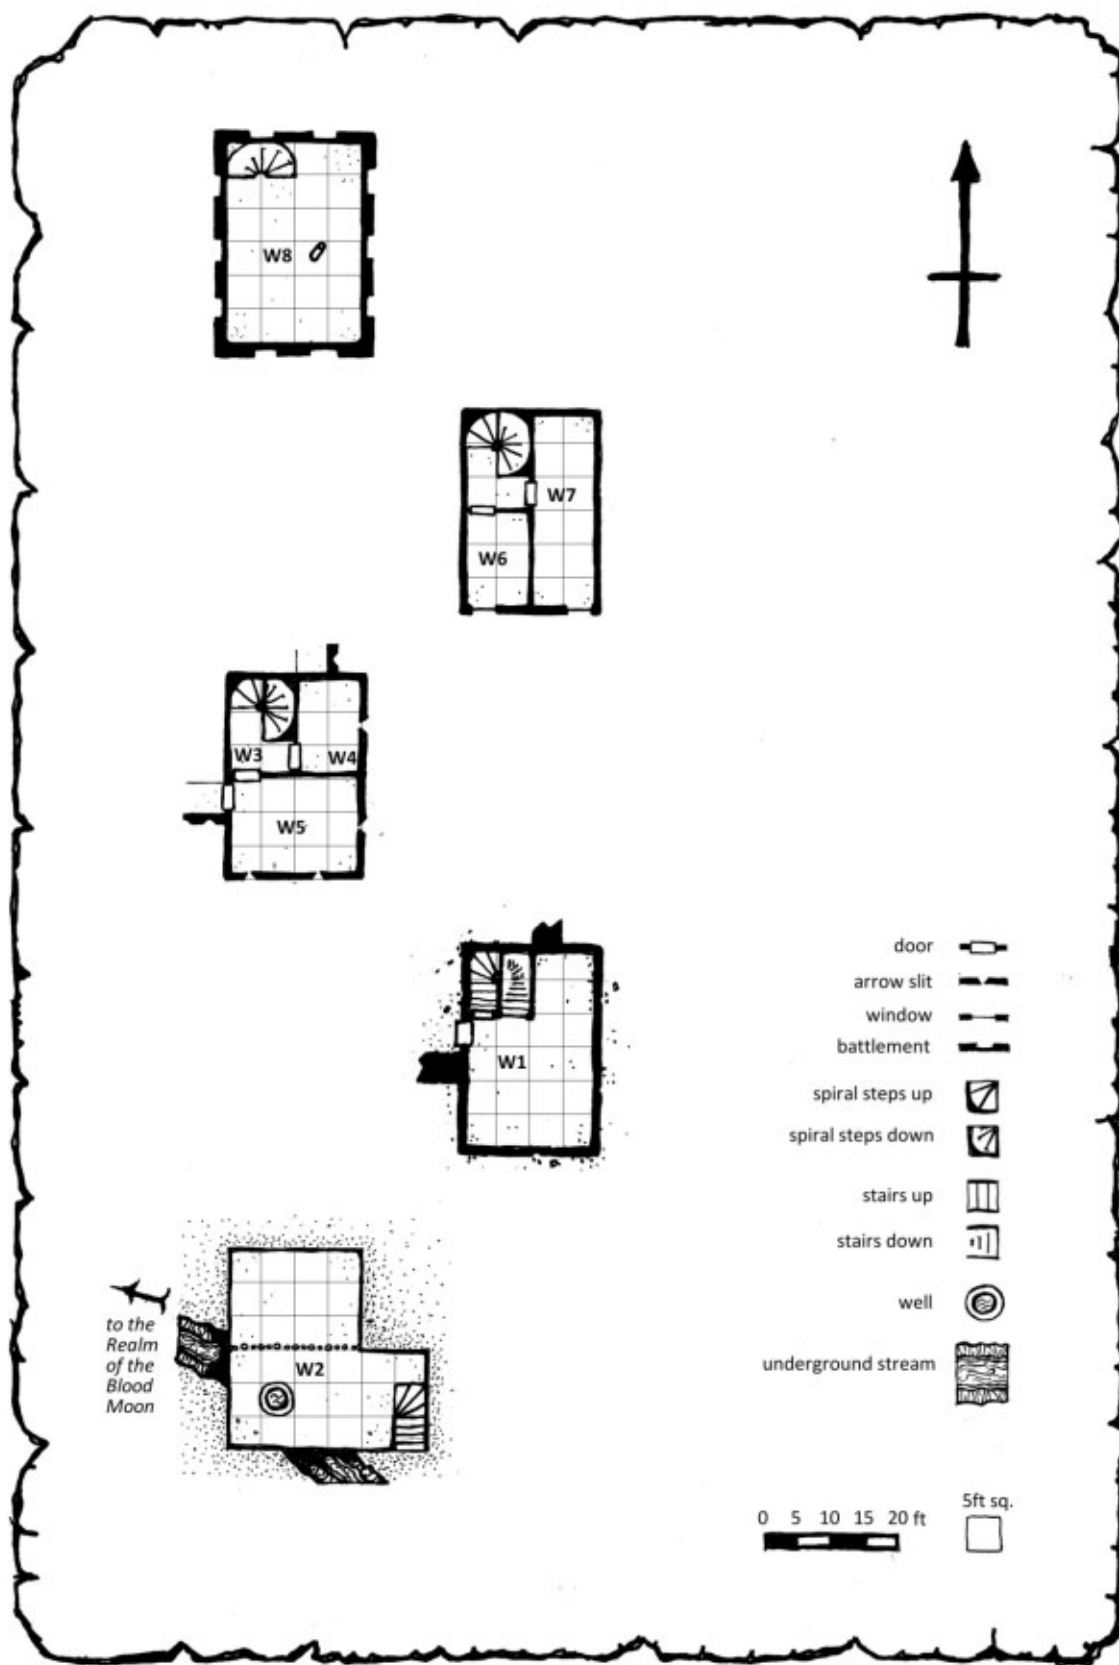 W8
W7
W6
W3
W4
W5
door
arrow slit
window
battlement
W1
spiral steps up
spiral steps down
stairs up
stairs down
to the
Realm
of the
Blood
Moon
W2
well
underground stream
5ft sq.
0 5 10 15 20 ft